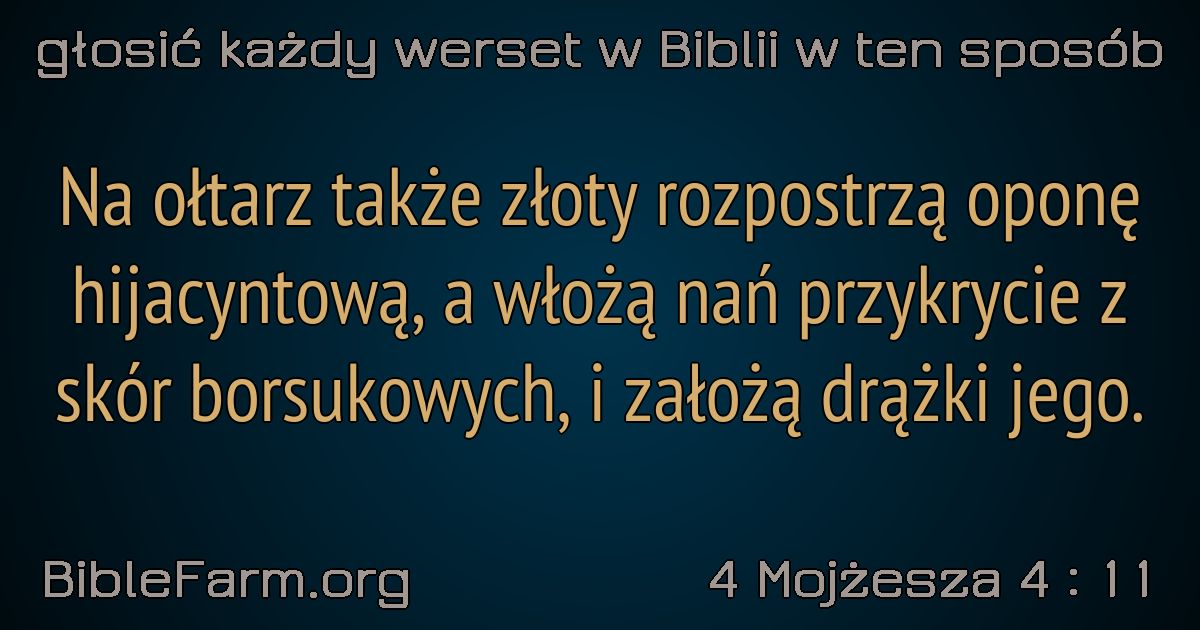 głosić każdy werset w Biblii w ten sposób
Na ołtarz także złoty rozpostrzą oponę
hijacyntową, a włożą nań przykrycie z
skór borsukowych, i założą drążki jego.
BibleFarm.org
4 Mojżesza 4 : 11